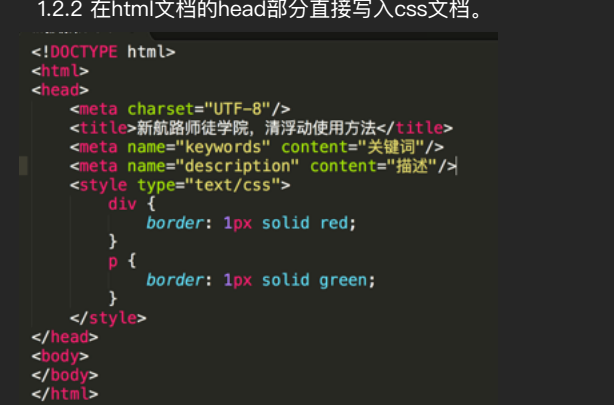 1.2.2 在html文档的head部分直接写入css文档。
<!DOCTYPE html>
<html>
<head>
<meta charset="UTF-8"/>
<title>新航路师徒学院，清浮动使用方法</title>
<meta name="keywords" content="关键词"/>
<meta name="description" content="描述"/>
<style type="text/css">
div {
border: 1px solid red;
}
p {
border: 1px solid green;
}
</style>
</head>
<body>
</body>
</html>